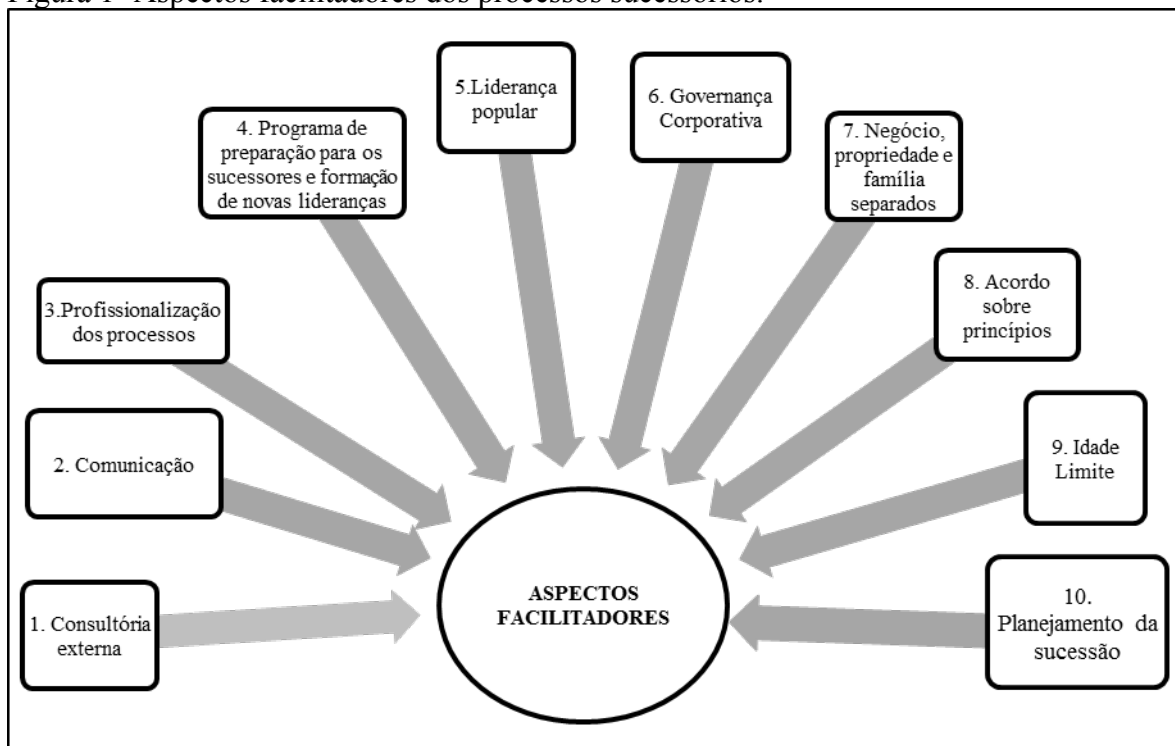 Figura 1- Aspectos facilitadores dos processos sucessórios.
1. Consultória
externa
2. Comunicação
3.Profissionalização
dos processos
4. Programa de
preparação para os
sucessores e formação
de novas lideranças
5.Liderança
popular
6. Governança
Corporativa
7. Negócio,
propriedade e
família
separados
8. Acordo
sobre
princípios
9. Idade
Limite
10.
Planejamento da
sucessão
ASPECTOS
FACILITADORES